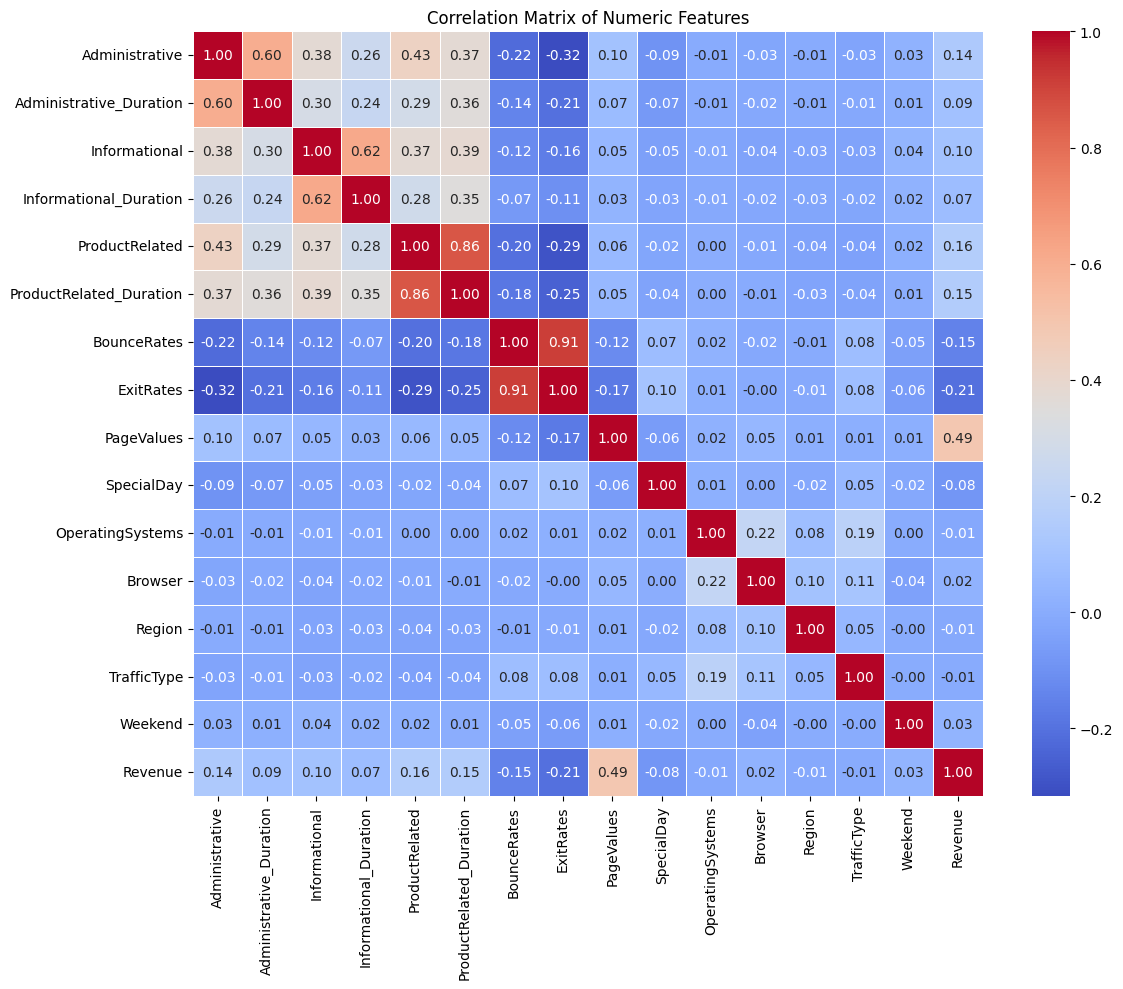 Correlation Matrix of Numeric Features
Administrative 1.00 0.60 0.38 0.26 0.43 0.37 -0.22 -0.32 0.10 -0.09 -0.01 -0.03 -0.01 -0.03 0.03 0.14
Administrative_Duration 0.60 1.00 0.30 0.24 0.29 0.36 -0.14 -0.21 0.07 -0.07 -0.01 -0.02 -0.01 -0.01 0.01 0.09
Informational 0.38 0.30 1.00 0.62 0.37 0.39 -0.12 -0.16 0.05 -0.05 -0.01 -0.04 -0.03 -0.03 0.04 0.10
Informational_Duration 0.26 0.24 0.62 1.00 0.28 0.35 -0.07 -0.11 0.03 -0.03 -0.01 -0.02 -0.03 -0.02 0.02 0.07
ProductRelated 0.43 0.29 0.37 0.28 1.00 0.86 -0.20 -0.29 0.06 -0.02 0.00 -0.01 -0.04 -0.04 0.02 0.16
ProductRelated_Duration 0.37 0.36 0.39 0.35 0.86 1.00 -0.18 -0.25 0.05 -0.04 0.00 -0.01 -0.03 -0.04 0.01 0.15
BounceRates -0.22 -0.14 -0.12 -0.07 -0.20 -0.18 1.00 0.91 -0.12 0.07 0.02 -0.02 -0.01 0.08 -0.05 -0.15
ExitRates -0.32 -0.21 -0.16 -0.11 -0.29 -0.25 0.91 1.00 -0.17 0.10 0.01 -0.00 -0.01 0.08 -0.06 -0.21
PageValues 0.10 0.07 0.05 0.03 0.06 0.05 -0.12 -0.17 1.00 -0.06 0.02 0.05 0.01 0.01 0.01 0.49
SpecialDay -0.09 -0.07 -0.05 -0.03 -0.02 -0.04 0.07 0.10 -0.06 1.00 0.01 0.00 -0.02 0.05 -0.02 -0.08
OperatingSystems -0.01 -0.01 -0.01 -0.01 0.00 0.00 0.02 0.01 0.02 0.01 1.00 0.22 0.08 0.19 0.00 -0.01
Browser -0.03 -0.02 -0.04 -0.02 -0.01 -0.01 -0.02 -0.00 0.05 0.00 0.22 1.00 0.10 0.11 -0.04 0.02
Region -0.01 -0.01 -0.03 -0.03 -0.04 -0.03 -0.01 -0.01 0.01 -0.02 0.08 0.10 1.00 0.05 -0.00 -0.01
TrafficType -0.03 -0.01 -0.03 -0.02 -0.04 -0.04 0.08 0.08 0.01 0.05 0.19 0.11 0.05 1.00 -0.00 -0.01
Weekend 0.03 0.01 0.04 0.02 0.02 0.01 -0.05 -0.06 0.01 -0.02 0.00 -0.04 -0.00 -0.00 1.00 0.03
Revenue 0.14 0.09 0.10 0.07 0.16 0.15 -0.15 -0.21 0.49 -0.08 -0.01 0.02 -0.01 -0.01 0.03 1.00
Administrative
Administrative_Duration
Informational
Informational_Duration
ProductRelated
ProductRelated_Duration
BounceRates
ExitRates
PageValues
SpecialDay
OperatingSystems
Browser
Region
TrafficType
Weekend
Revenue
1.0
0.8
0.6
0.4
0.2
0.0
−0.2